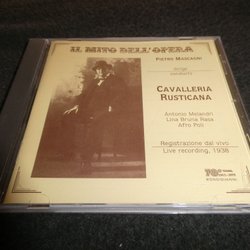 IL MITO DELL'OPERA
PIETRO MASCAGNI
dirige
conducts
CAVALLERIA
RUSTICANA
Antonio Melandri
Lina Bruna Rasa
Afro Poli
Registrazione dal vivo
Live recording, 1938
BONGIOVANNI